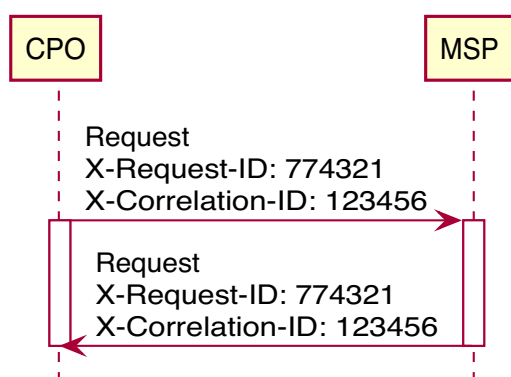 CPO
MSP
Request
X-Request-ID: 774321
X-Correlation-ID: 123456
Request
X-Request-ID: 774321
X-Correlation-ID: 123456